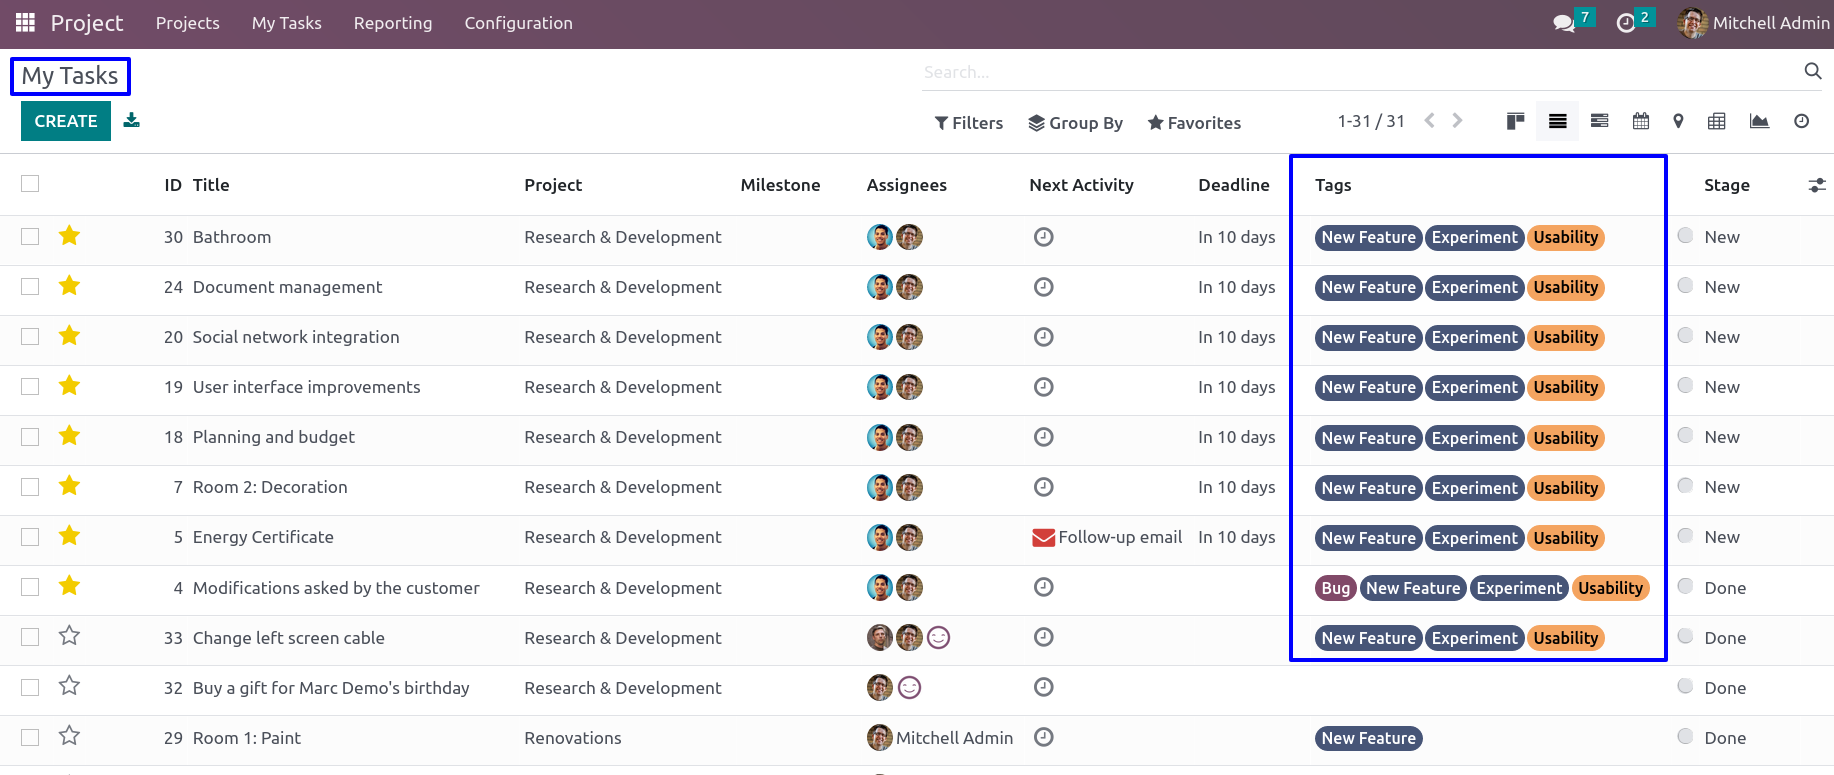 Project Projects My Tasks Reporting Configuration 7 2 Mitchell Admin
My Tasks Search...
CREATE Filters Group By Favorites 1-31 / 31
ID Title Project Milestone Assignees Next Activity Deadline Tags Stage
30 Bathroom Research & Development In 10 days New Feature Experiment Usability New
24 Document management Research & Development In 10 days New Feature Experiment Usability New
20 Social network integration Research & Development In 10 days New Feature Experiment Usability New
19 User interface improvements Research & Development In 10 days New Feature Experiment Usability New
18 Planning and budget Research & Development In 10 days New Feature Experiment Usability New
7 Room 2: Decoration Research & Development In 10 days New Feature Experiment Usability New
5 Energy Certificate Research & Development Follow-up email In 10 days New Feature Experiment Usability New
4 Modifications asked by the customer Research & Development Bug New Feature Experiment Usability Done
33 Change left screen cable Research & Development New Feature Experiment Usability Done
32 Buy a gift for Marc Demo's birthday Research & Development Done
29 Room 1: Paint Renovations Mitchell Admin New Feature Done